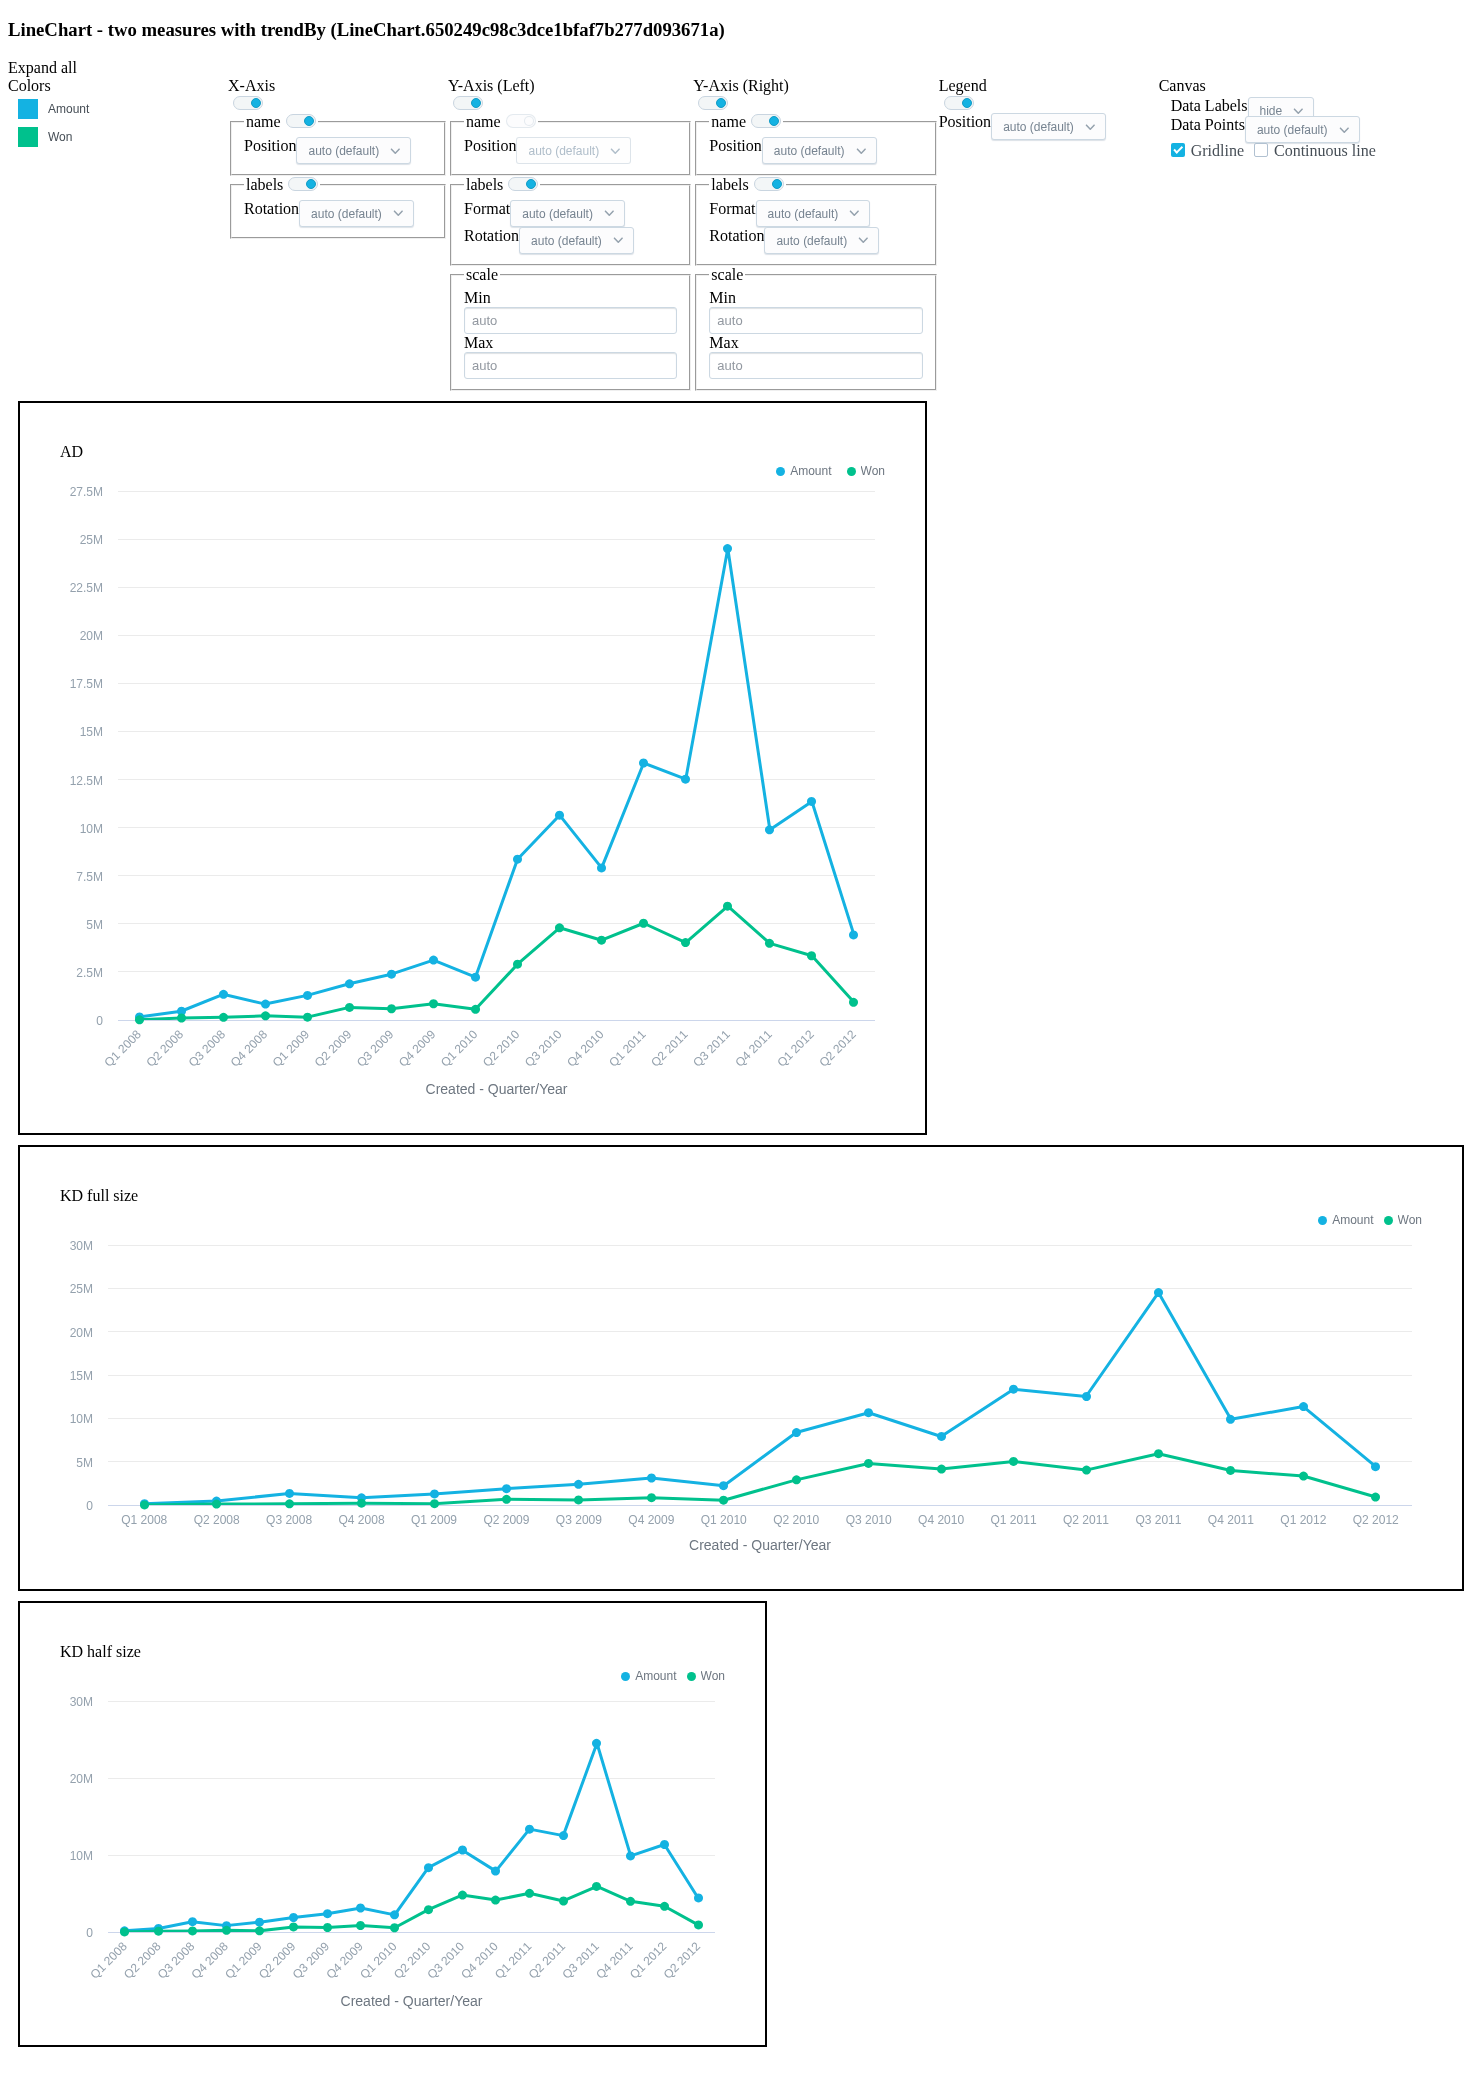 LineChart - two measures with trendBy (LineChart.650249c98c3dce1bfaf7b277d093671a)
Expand all
Colors
Amount
Won
X-Axis
name
Position auto (default)
labels
Rotation auto (default)
Y-Axis (Left)
name
Position auto (default)
labels
Format auto (default)
Rotation auto (default)
scale
Min
auto
Max
auto
Y-Axis (Right)
name
Position auto (default)
labels
Format auto (default)
Rotation auto (default)
scale
Min
auto
Max
auto
Legend
Position auto (default)
Canvas
Data Labels hide
Data Points auto (default)
Gridline Continuous line
AD
Amount Won
27.5M
25M
22.5M
20M
17.5M
15M
12.5M
10M
7.5M
5M
2.5M
0
Q1 2008 Q2 2008 Q3 2008 Q4 2008 Q1 2009 Q2 2009 Q3 2009 Q4 2009 Q1 2010 Q2 2010 Q3 2010 Q4 2010 Q1 2011 Q2 2011 Q3 2011 Q4 2011 Q1 2012 Q2 2012
Created - Quarter/Year
KD full size
Amount Won
30M
25M
20M
15M
10M
5M
0
Q1 2008 Q2 2008 Q3 2008 Q4 2008 Q1 2009 Q2 2009 Q3 2009 Q4 2009 Q1 2010 Q2 2010 Q3 2010 Q4 2010 Q1 2011 Q2 2011 Q3 2011 Q4 2011 Q1 2012 Q2 2012
Created - Quarter/Year
KD half size
Amount Won
30M
20M
10M
0
Q1 2008 Q2 2008 Q3 2008 Q4 2008 Q1 2009 Q2 2009 Q3 2009 Q4 2009 Q1 2010 Q2 2010 Q3 2010 Q4 2010 Q1 2011 Q2 2011 Q3 2011 Q4 2011 Q1 2012 Q2 2012
Created - Quarter/Year